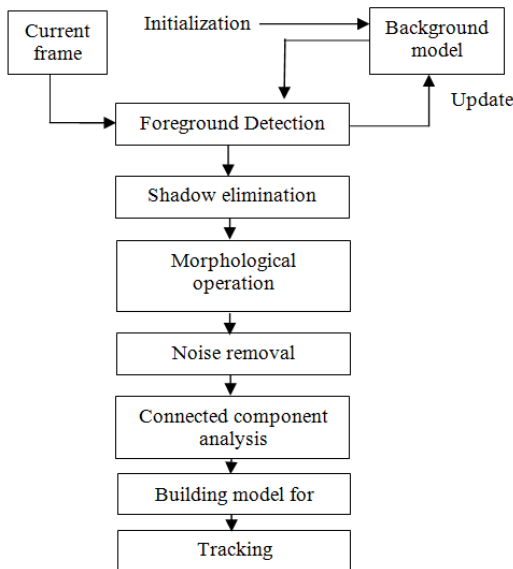 Current
frame
Initialization
Background
model
Update
Foreground Detection
Shadow elimination
Morphological
operation
Noise removal
Connected component
analysis
Building model for
Tracking